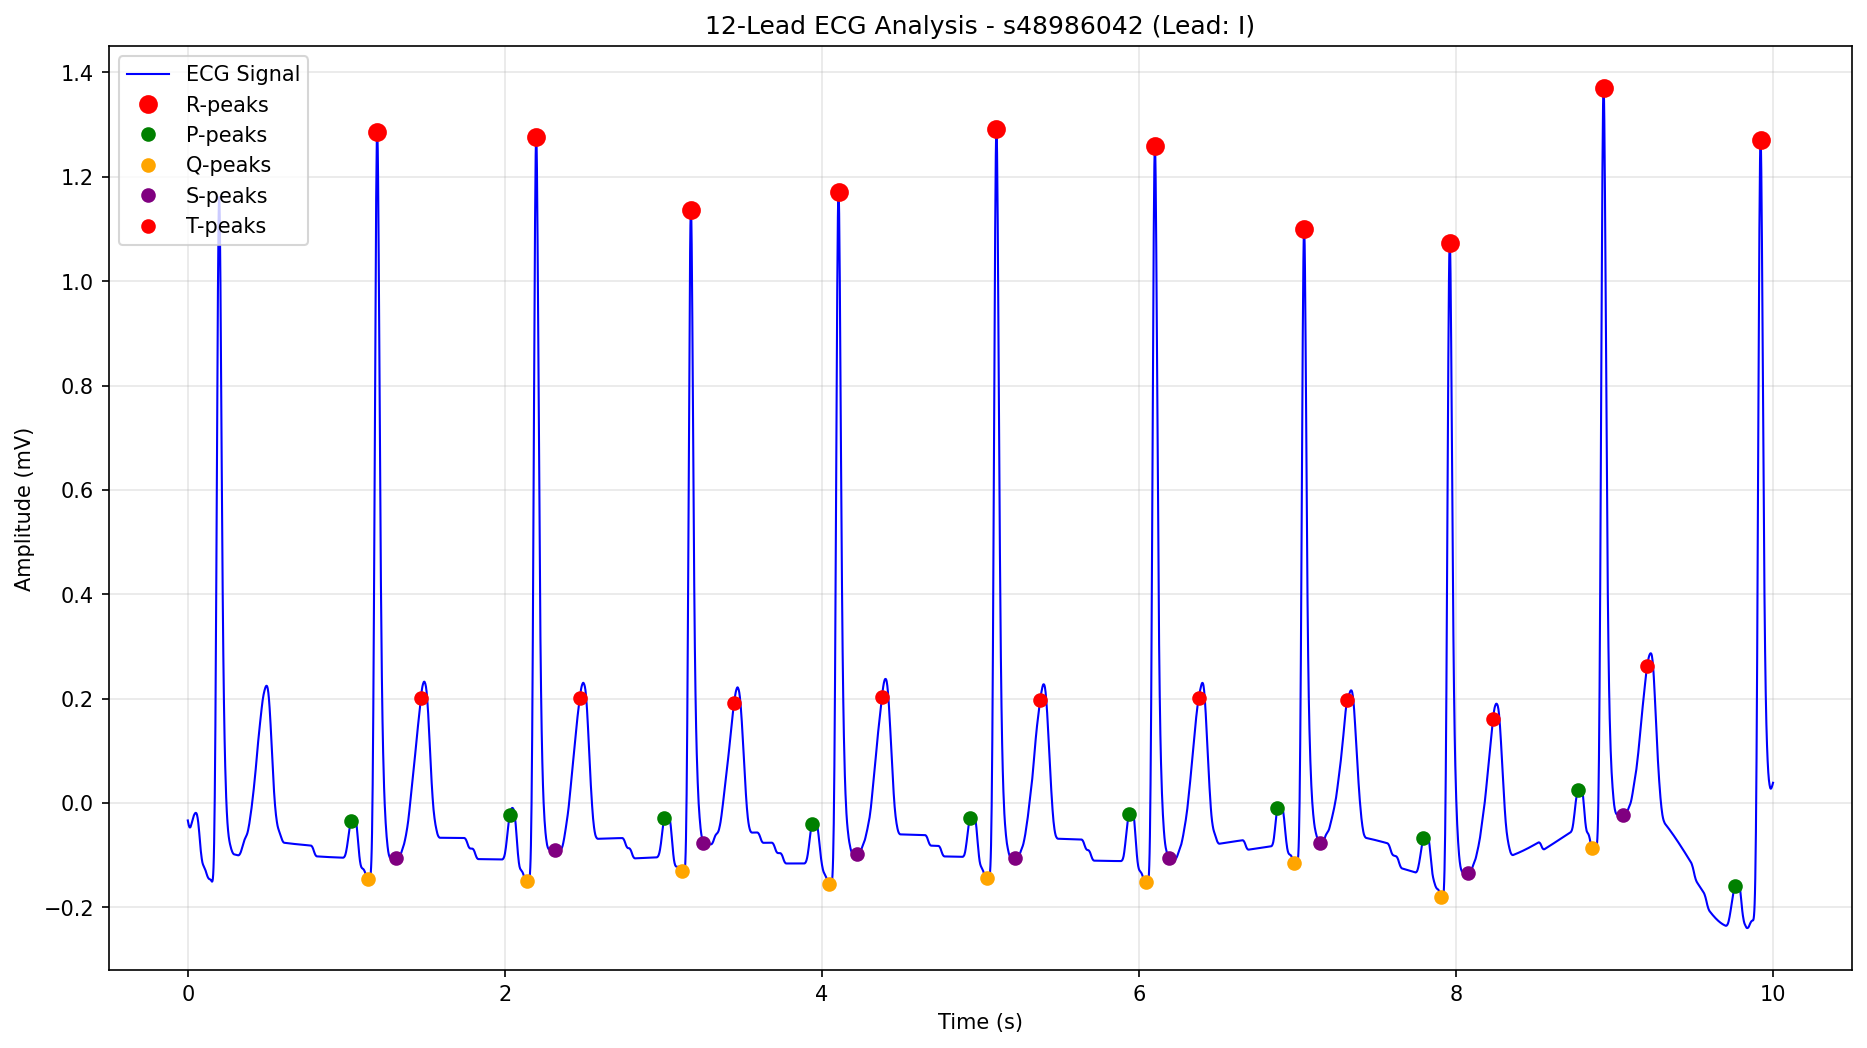 12-Lead ECG Analysis - s48986042 (Lead: I)
ECG Signal
R-peaks
P-peaks
Q-peaks
S-peaks
T-peaks
Amplitude (mV)
1.4
1.2
1.0
0.8
0.6
0.4
0.2
0.0
−0.2
0 2 4 6 8 10
Time (s)